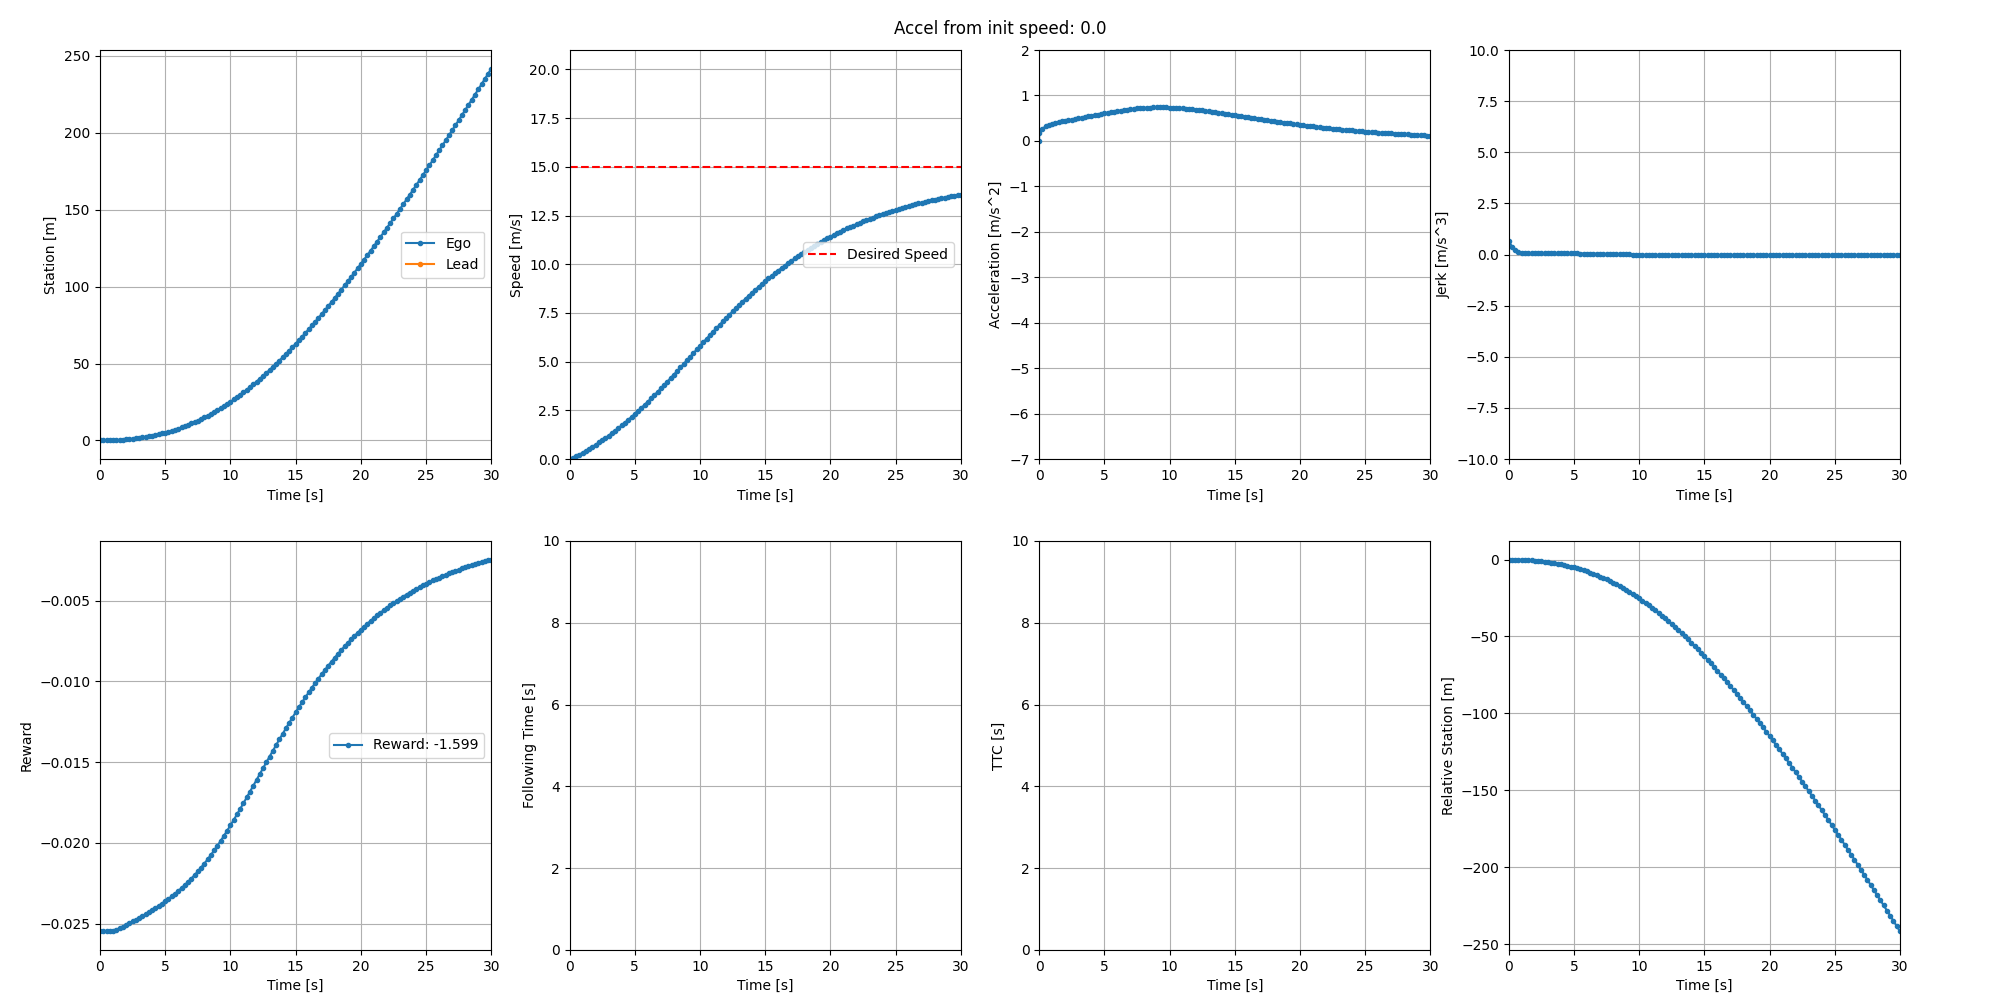 Accel from init speed: 0.0
250
200
150
100
50
0
Station [m]
Ego
Lead
0 5 10 15 20 25 30
Time [s]
20.0
17.5
15.0
12.5
10.0
7.5
5.0
2.5
0.0
Speed [m/s]
Desired Speed
0 5 10 15 20 25 30
Time [s]
2
1
0
−1
−2
−3
−4
−5
−6
−7
Acceleration [m/s^2]
0 5 10 15 20 25 30
Time [s]
10.0
7.5
5.0
2.5
0.0
−2.5
−5.0
−7.5
−10.0
Jerk [m/s^3]
0 5 10 15 20 25 30
Time [s]
−0.005
−0.010
−0.015
−0.020
−0.025
Reward
Reward: -1.599
0 5 10 15 20 25 30
Time [s]
10
8
6
4
2
0
Following Time [s]
0 5 10 15 20 25 30
Time [s]
10
8
6
4
2
0
TTC [s]
0 5 10 15 20 25 30
Time [s]
0
−50
−100
−150
−200
−250
Relative Station [m]
0 5 10 15 20 25 30
Time [s]